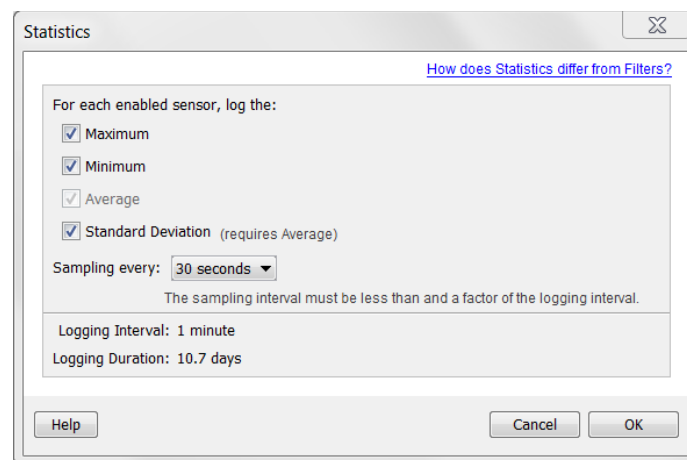 Statistics
How does Statistics differ from Filters?
For each enabled sensor, log the:
Maximum
Minimum
Average
Standard Deviation (requires Average)
Sampling every: 30 seconds
The sampling interval must be less than and a factor of the logging interval.
Logging Interval: 1 minute
Logging Duration: 10.7 days
Help Cancel OK